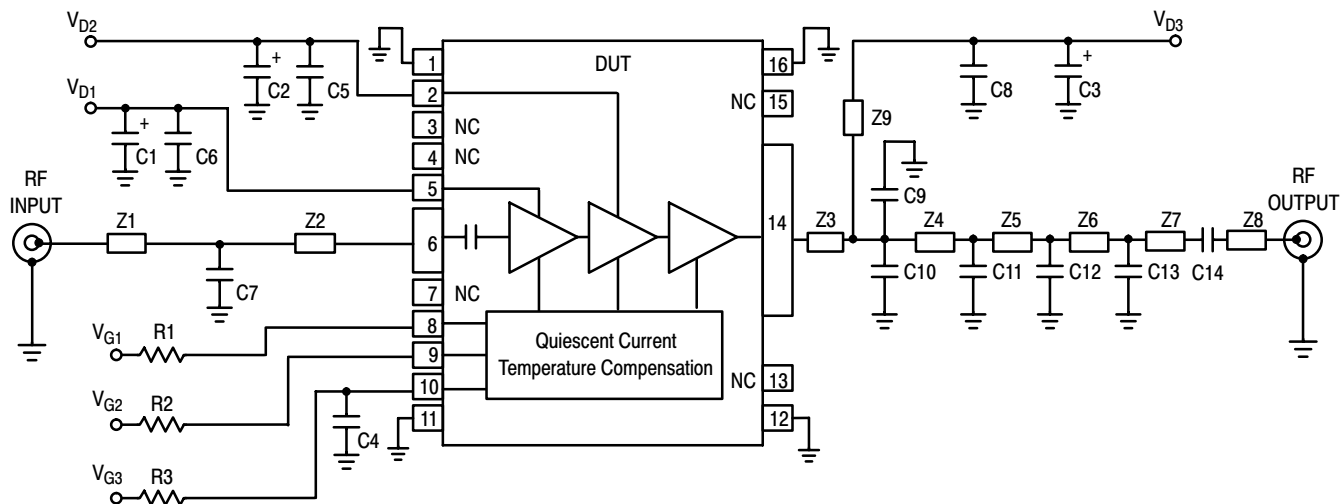 VD2
VD3
1
DUT
16
C2
C5
2
C8
C3
VD1
NC
15
3
NC
Z9
C1
C6
4
NC
RF
INPUT
5
C9
RF
OUTPUT
14
Z1
Z2
6
Z3
Z4
Z5
Z6
Z7
Z8
C7
C10
C11
C12
C13
C14
7
NC
VG1
R1
8
Quiescent Current
Temperature Compensation
9
VG2
R2
10
NC
13
11
12
C4
VG3
R3
+
+
+